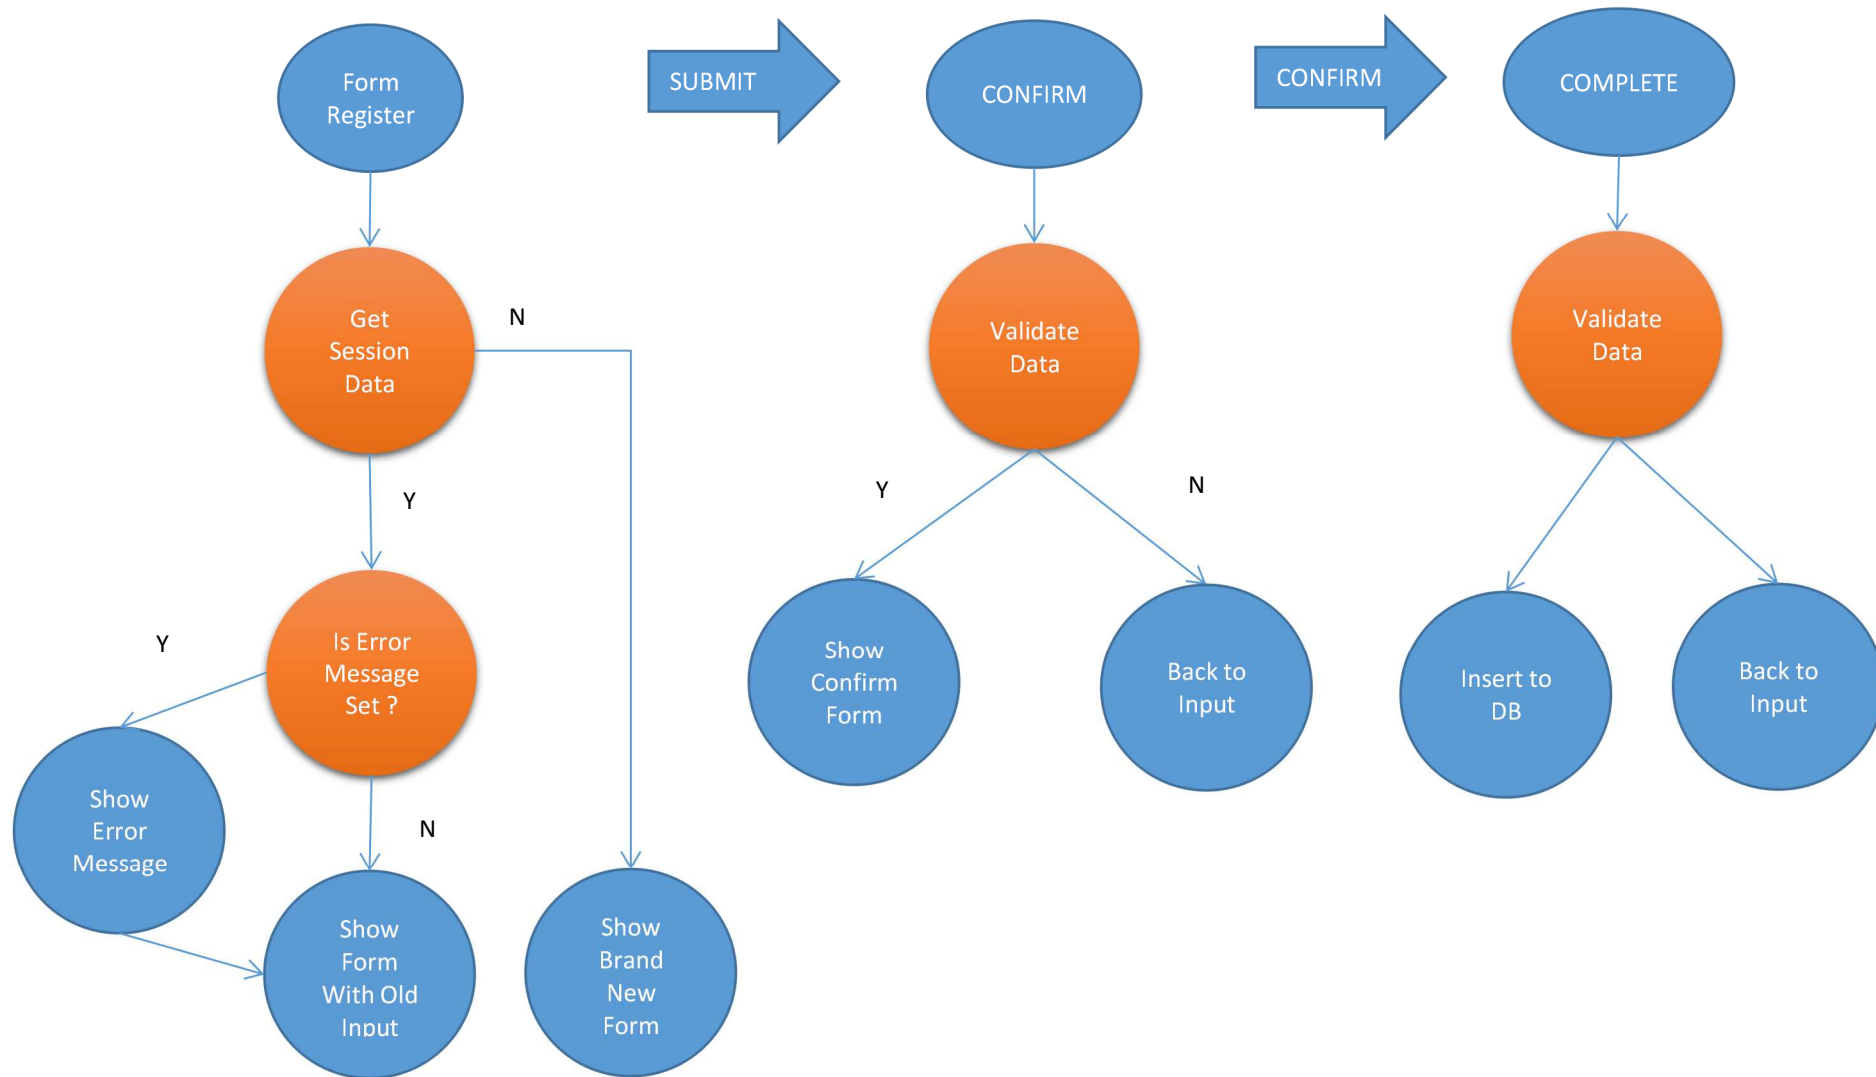 Form
Register
SUBMIT
CONFIRM
CONFIRM
COMPLETE
Get
Session
Data
N
Validate
Data
Validate
Data
Y
Y
N
Is Error
Message
Set ?
Y
Show
Confirm
Form
Back to
Input
Insert to
DB
Back to
Input
Show
Error
Message
N
Show
Form
With Old
Input
Show
Brand
New
Form